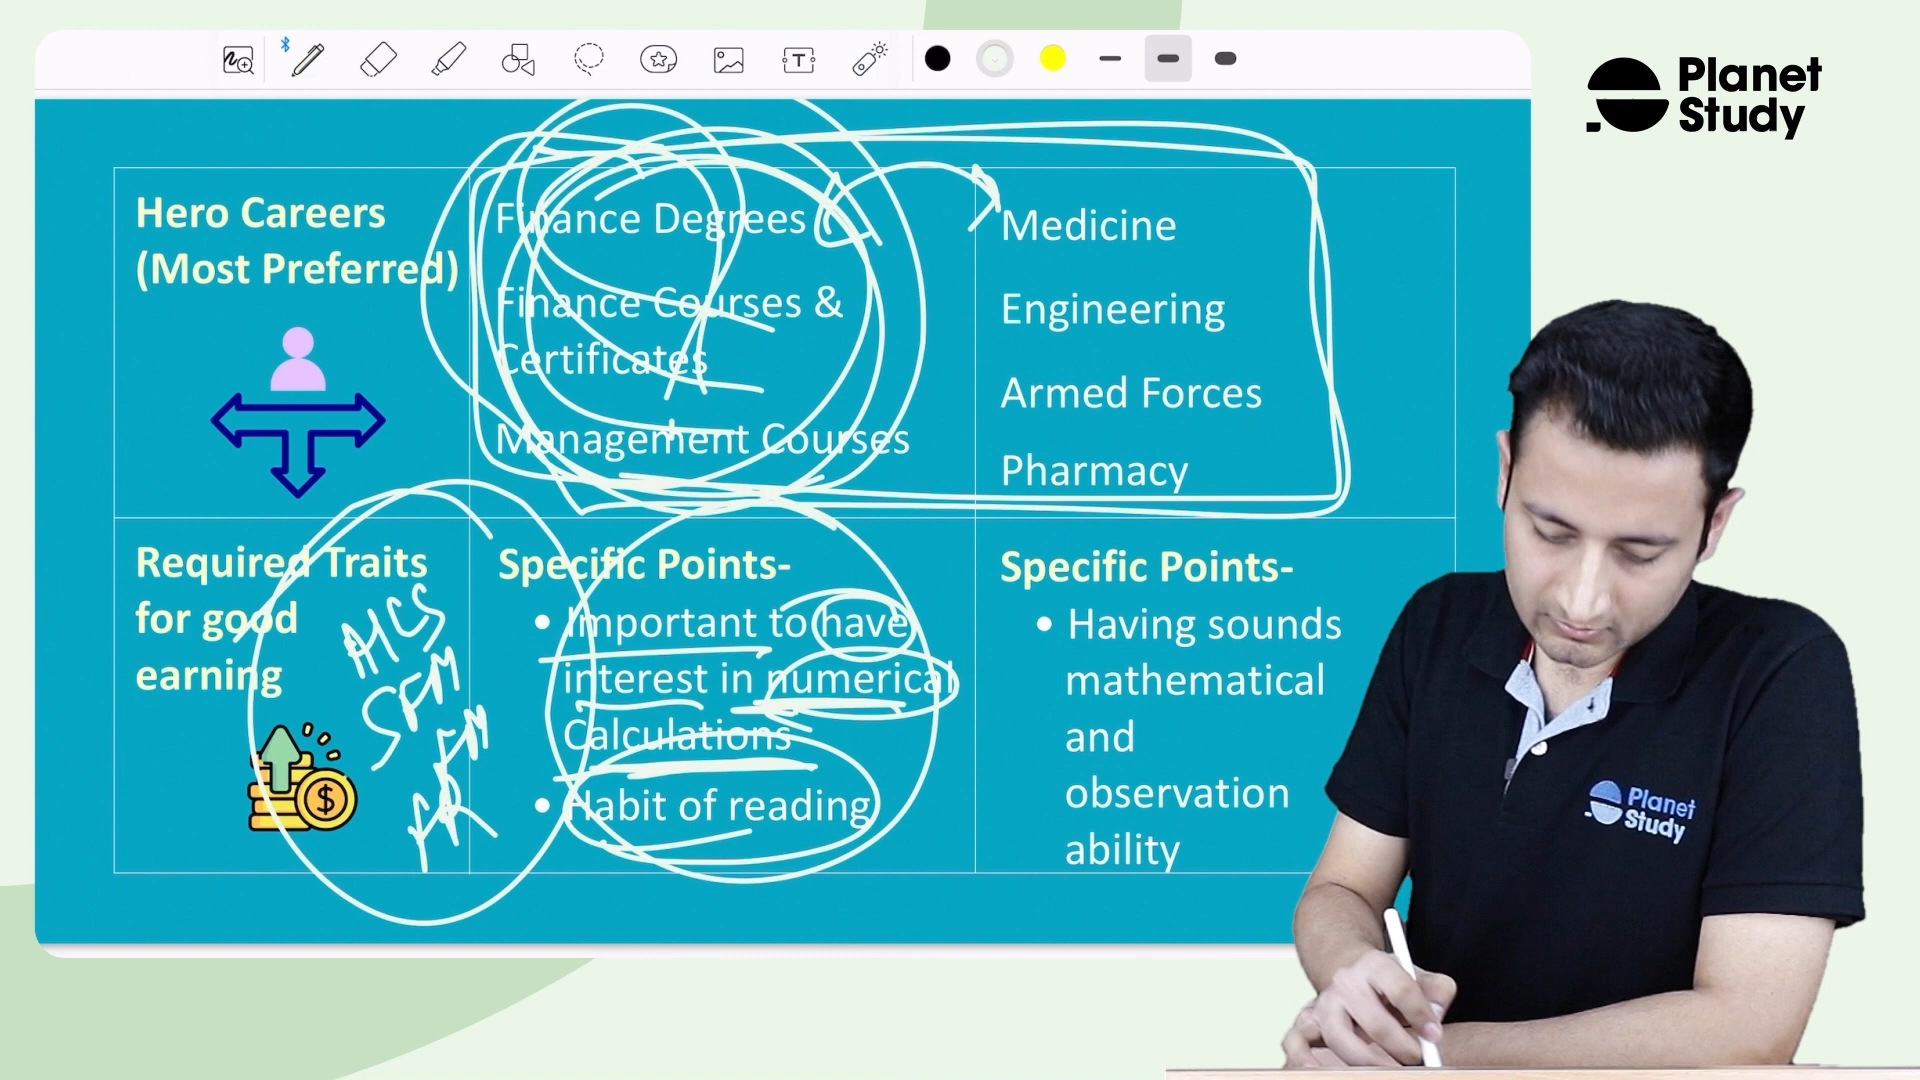 Planet
Study
Hero Careers
(Most Preferred)
Finance Degrees
Finance Courses &
Certificates
Management Courses
Medicine
Engineering
Armed Forces
Pharmacy
Required Traits
for good
earning
SFM
Specific Points-
• Important to have
interest in numerical
Calculations
• Habit of reading
Specific Points-
• Having sounds
mathematical
and
observation
ability
$
T
Planet
Study